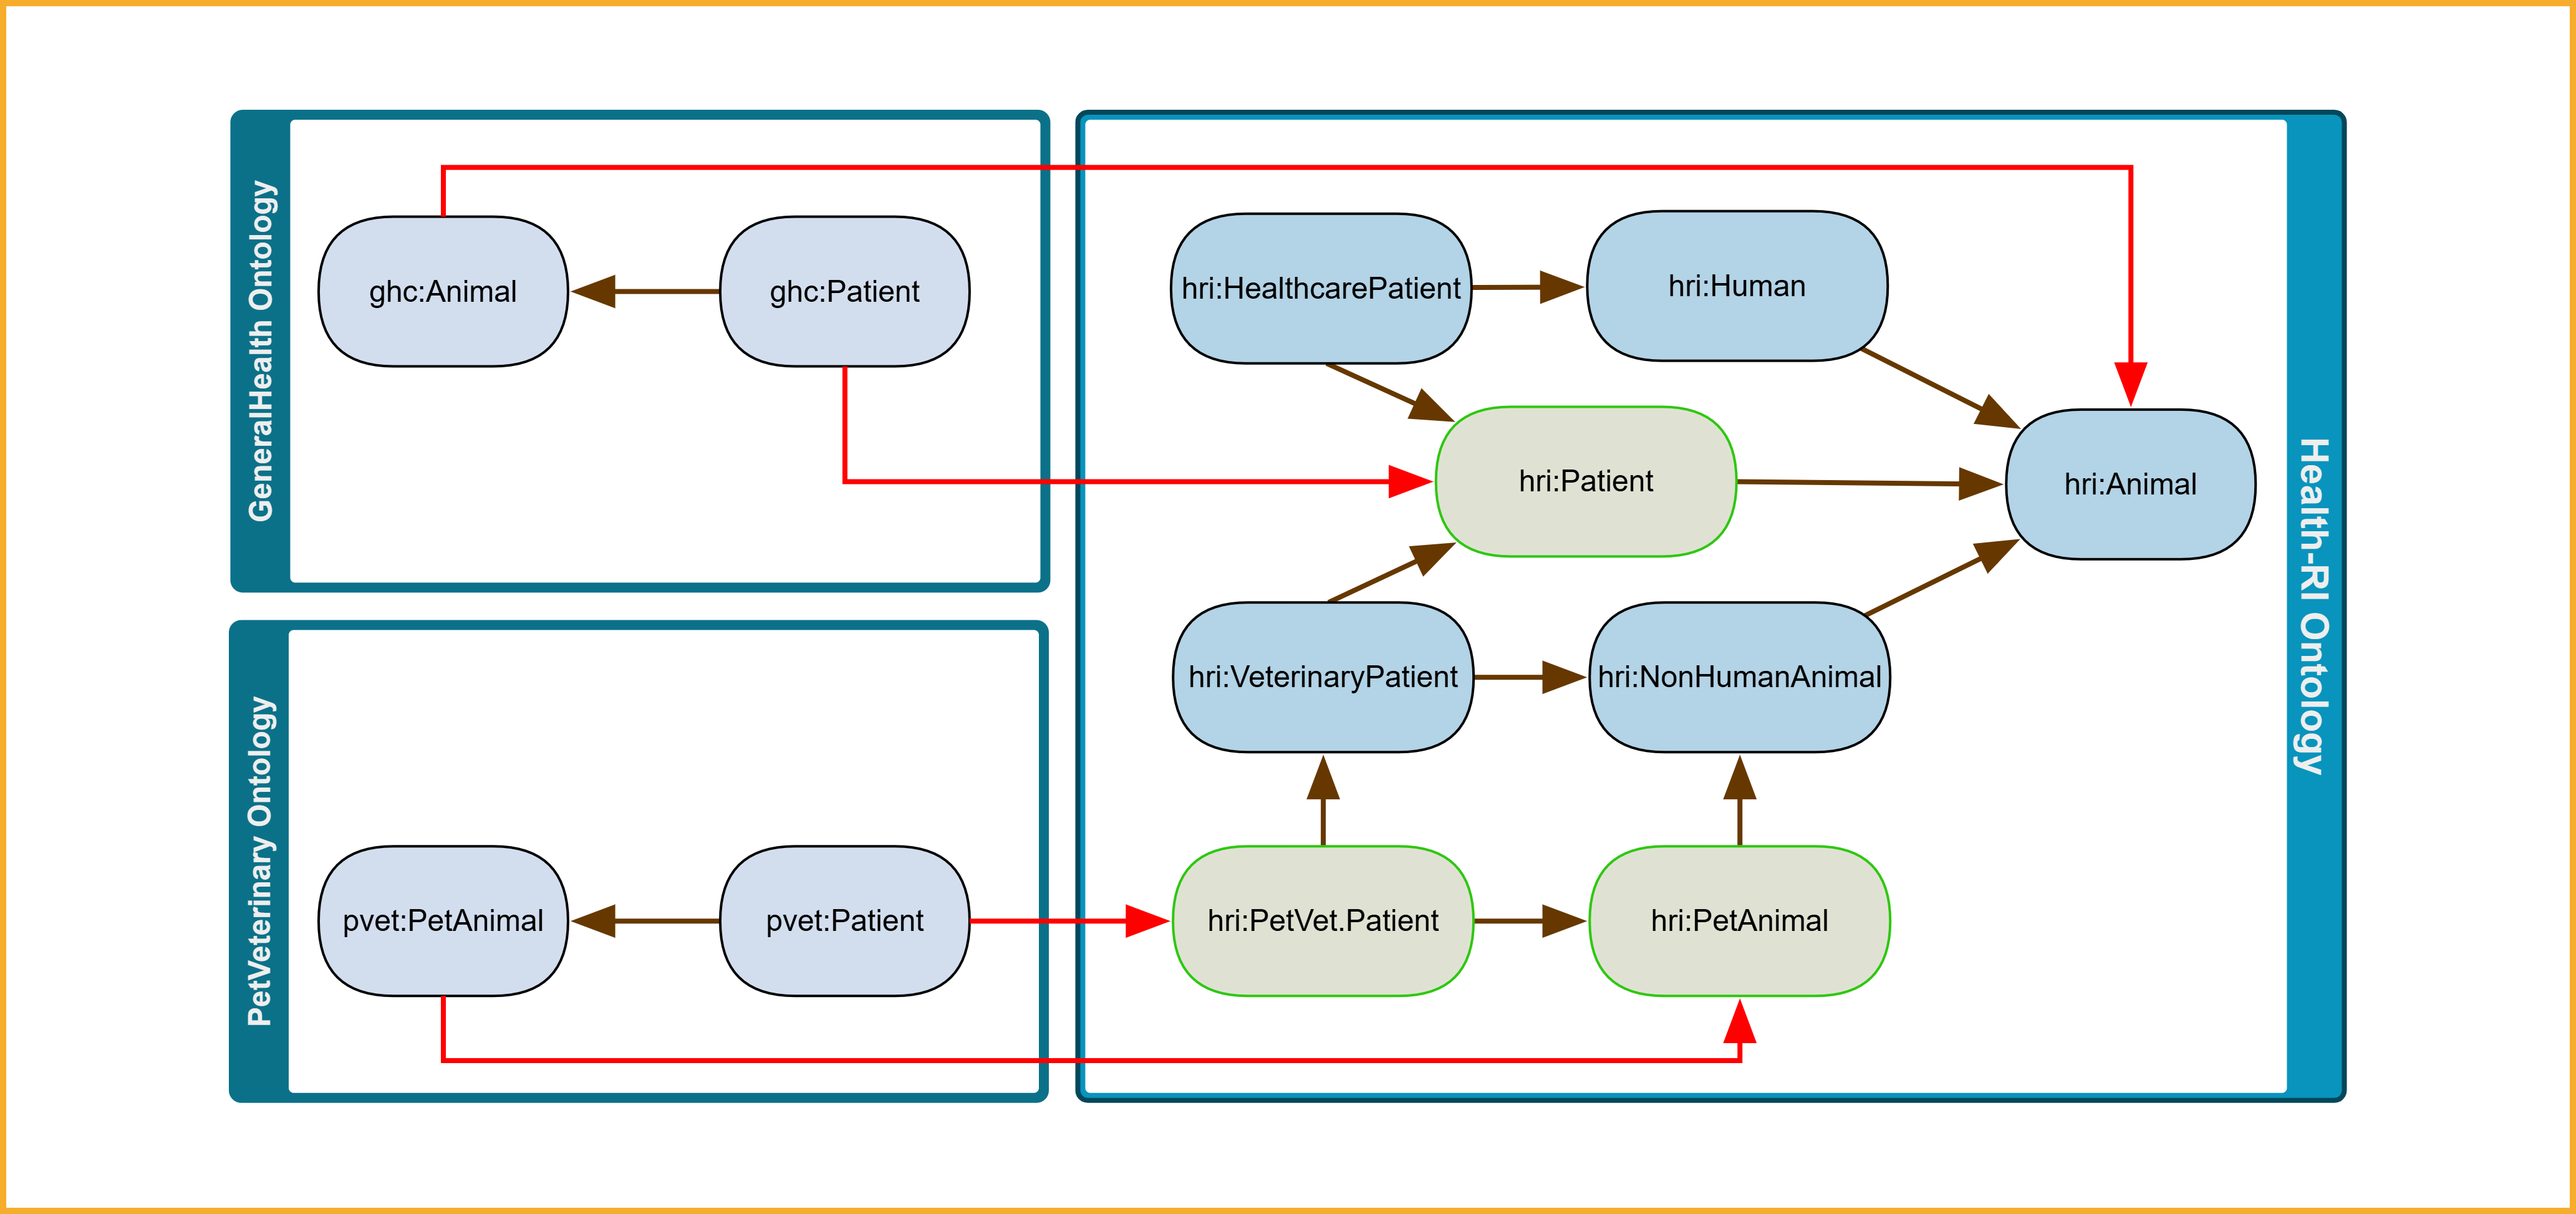 GeneralHealth Ontology
ghc:Animal
ghc:Patient
PetVeterinary Ontology
pvet:PetAnimal
pvet:Patient
hri:HealthcarePatient
hri:Human
hri:Patient
hri:Animal
hri:VeterinaryPatient
hri:NonHumanAnimal
hri:PetVet.Patient
hri:PetAnimal
Health-RI Ontology